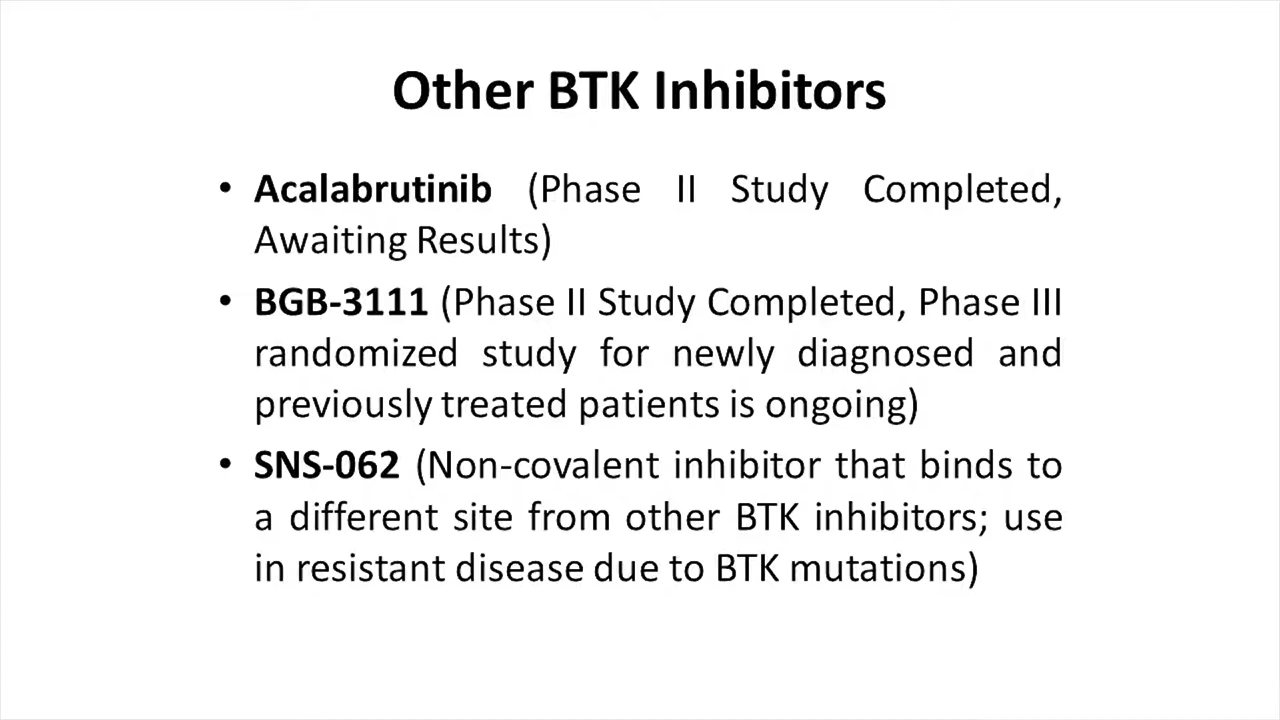 Other BTK Inhibitors
• Acalabrutinib (Phase II Study Completed,
Awaiting Results)
• BGB-3111 (Phase II Study Completed, Phase III
randomized study for newly diagnosed and
previously treated patients is ongoing)
• SNS-062 (Non-covalent inhibitor that binds to
a different site from other BTK inhibitors; use
in resistant disease due to BTK mutations)